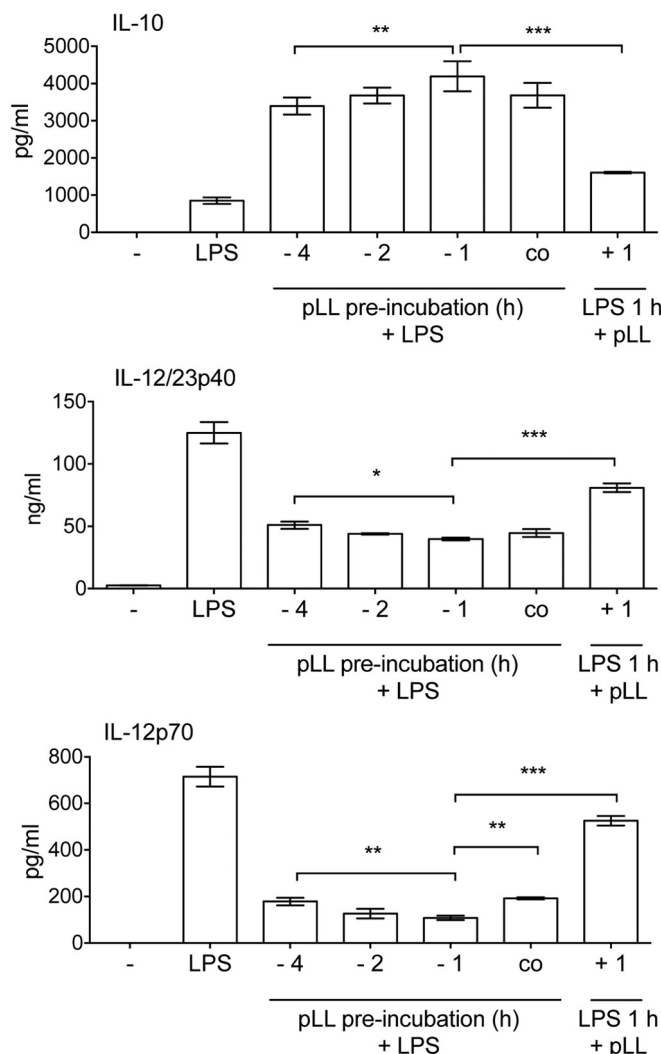 IL-10
5000
4000
3000
2000
1000
0
pg/ml
** ***
- LPS - 4 - 2 - 1 co + 1
pLL pre-incubation (h) LPS 1 h
+ LPS + pLL
IL-12/23p40
150
100
50
0
ng/ml
* ***
- LPS - 4 - 2 - 1 co + 1
pLL pre-incubation (h) LPS 1 h
+ LPS + pLL
IL-12p70
800
600
400
200
0
pg/ml
***
** **
- LPS - 4 - 2 - 1 co + 1
pLL pre-incubation (h) LPS 1 h
+ LPS + pLL